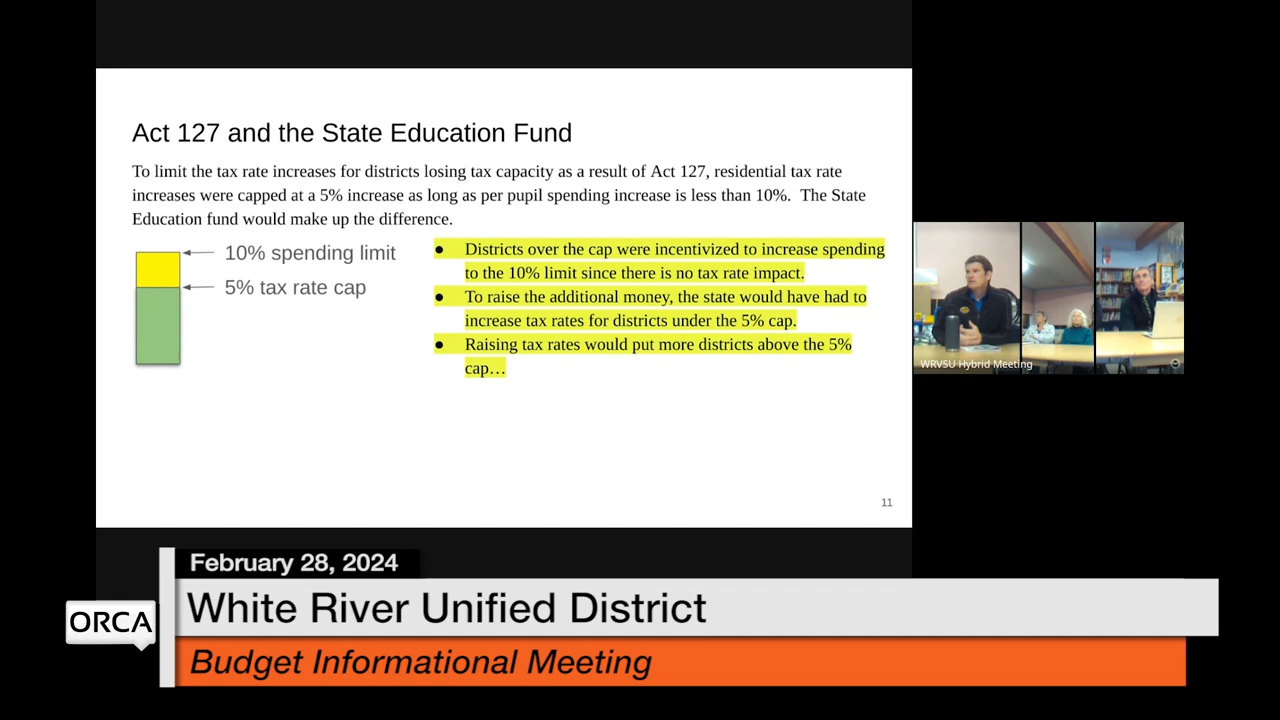 Act 127 and the State Education Fund
To limit the tax rate increases for districts losing tax capacity as a result of Act 127, residential tax rate
increases were capped at a 5% increase as long as per pupil spending increase is less than 10%.  The State
Education fund would make up the difference.
10% spending limit
5% tax rate cap
● Districts over the cap were incentivized to increase spending
to the 10% limit since there is no tax rate impact.
● To raise the additional money, the state would have had to
increase tax rates for districts under the 5% cap.
● Raising tax rates would put more districts above the 5%
cap…
11
WRVSU Hybrid Meeting
February 28, 2024
White River Unified District
ORCA
Budget Informational Meeting